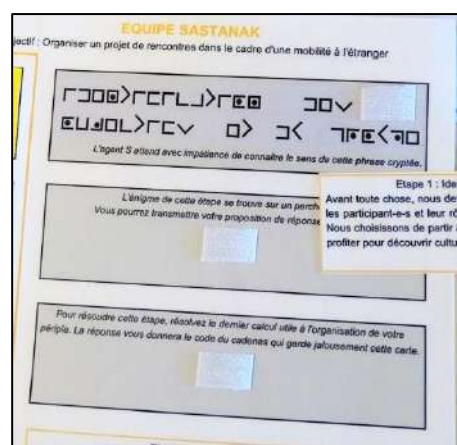 EQUIPE SASTANAK
jectif : Organiser un projet de rencontres dans le cadre d'une mobilité à l'étranger
L'agent S attend avec impatience de connaître le sens de cette phrase cryptée.
Etape 1 : Ide
L'énigme de cette étape se trouve sur un perch
Avant toute chose, nous de
Vous pourrez transmettre votre proposition de réponse
les participant-e-s et leur rô
Nous choisissons de partir
profiter pour découvrir cultu
Pour résoudre cette étape, résolvez le dernier calcul utile à l'organisation de votre
périple. La réponse vous donnera le code du cadenas qui garde jalousement cette carte.